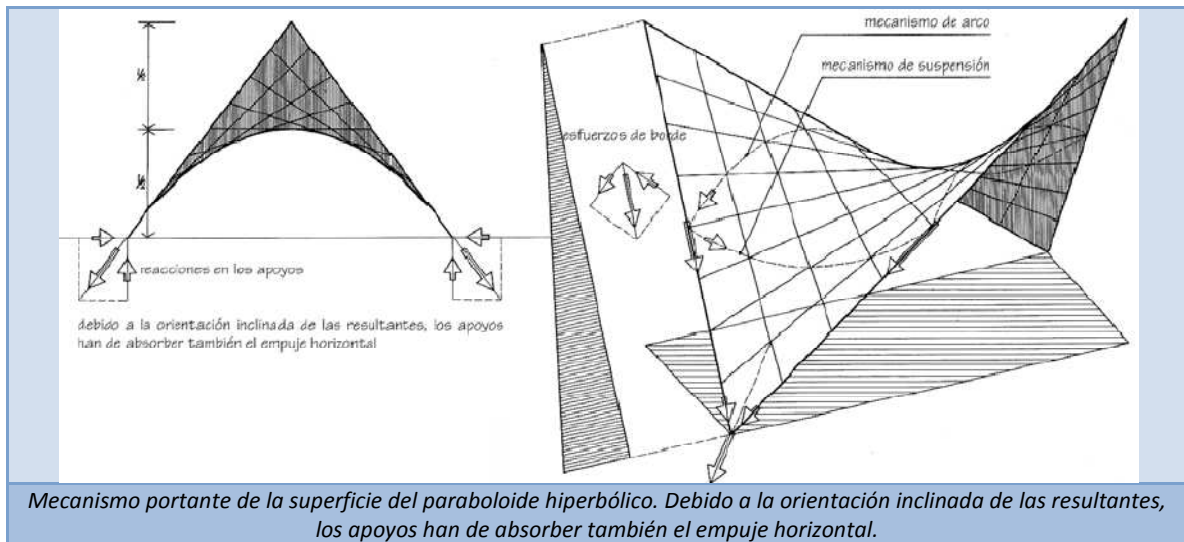 mecanismo de arco
mecanismo de suspensión
esfuerzos de borde
reacciones en los apoyos
debido a la orientación inclinada de las resultantes, los apoyos
han de absorber también el empuje horizontal
Mecanismo portante de la superficie del paraboloide hiperbólico. Debido a la orientación inclinada de las resultantes,
los apoyos han de absorber también el empuje horizontal.